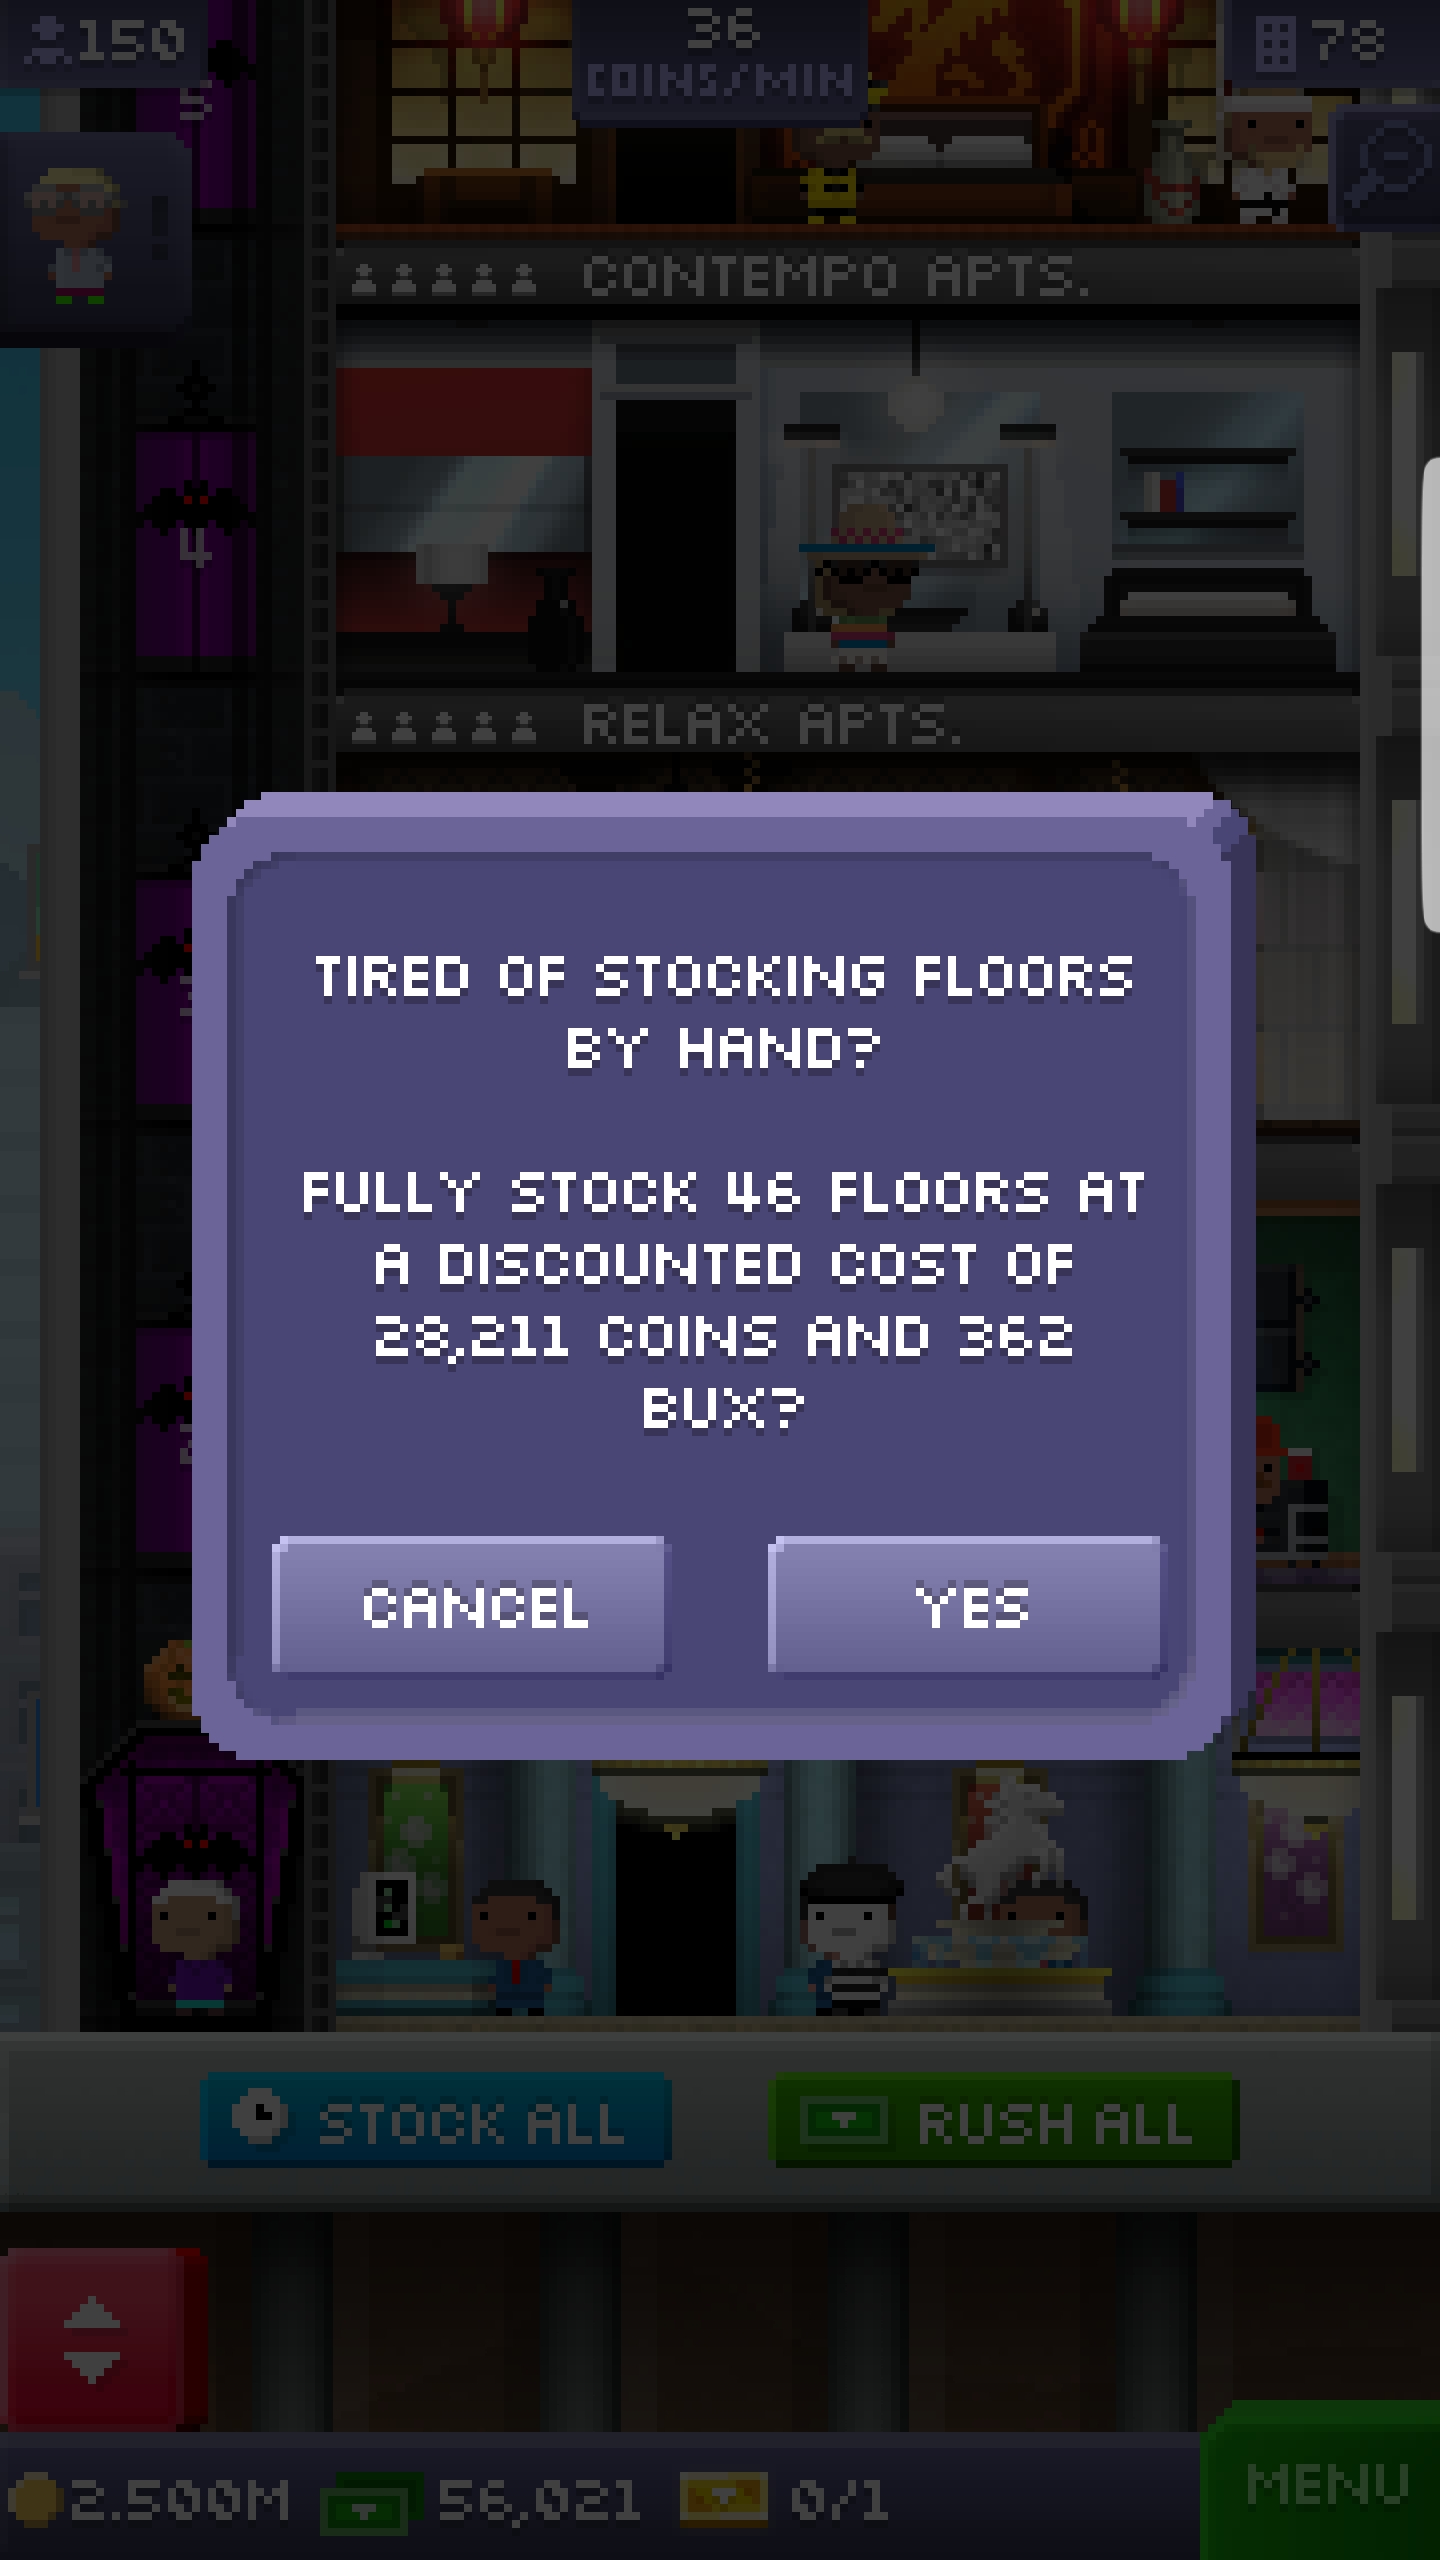 150
36
COINS/MIN
78
5
CONTEMPO APTS.
4
RELAX APTS.
TIRED OF STOCKING FLOORS
BY HAND?
FULLY STOCK 46 FLOORS AT
A DISCOUNTED COST OF
28,211 COINS AND 362
BUX?
CANCEL
YES
STOCK ALL
RUSH ALL
2.500M
56,021
0/1
MENU